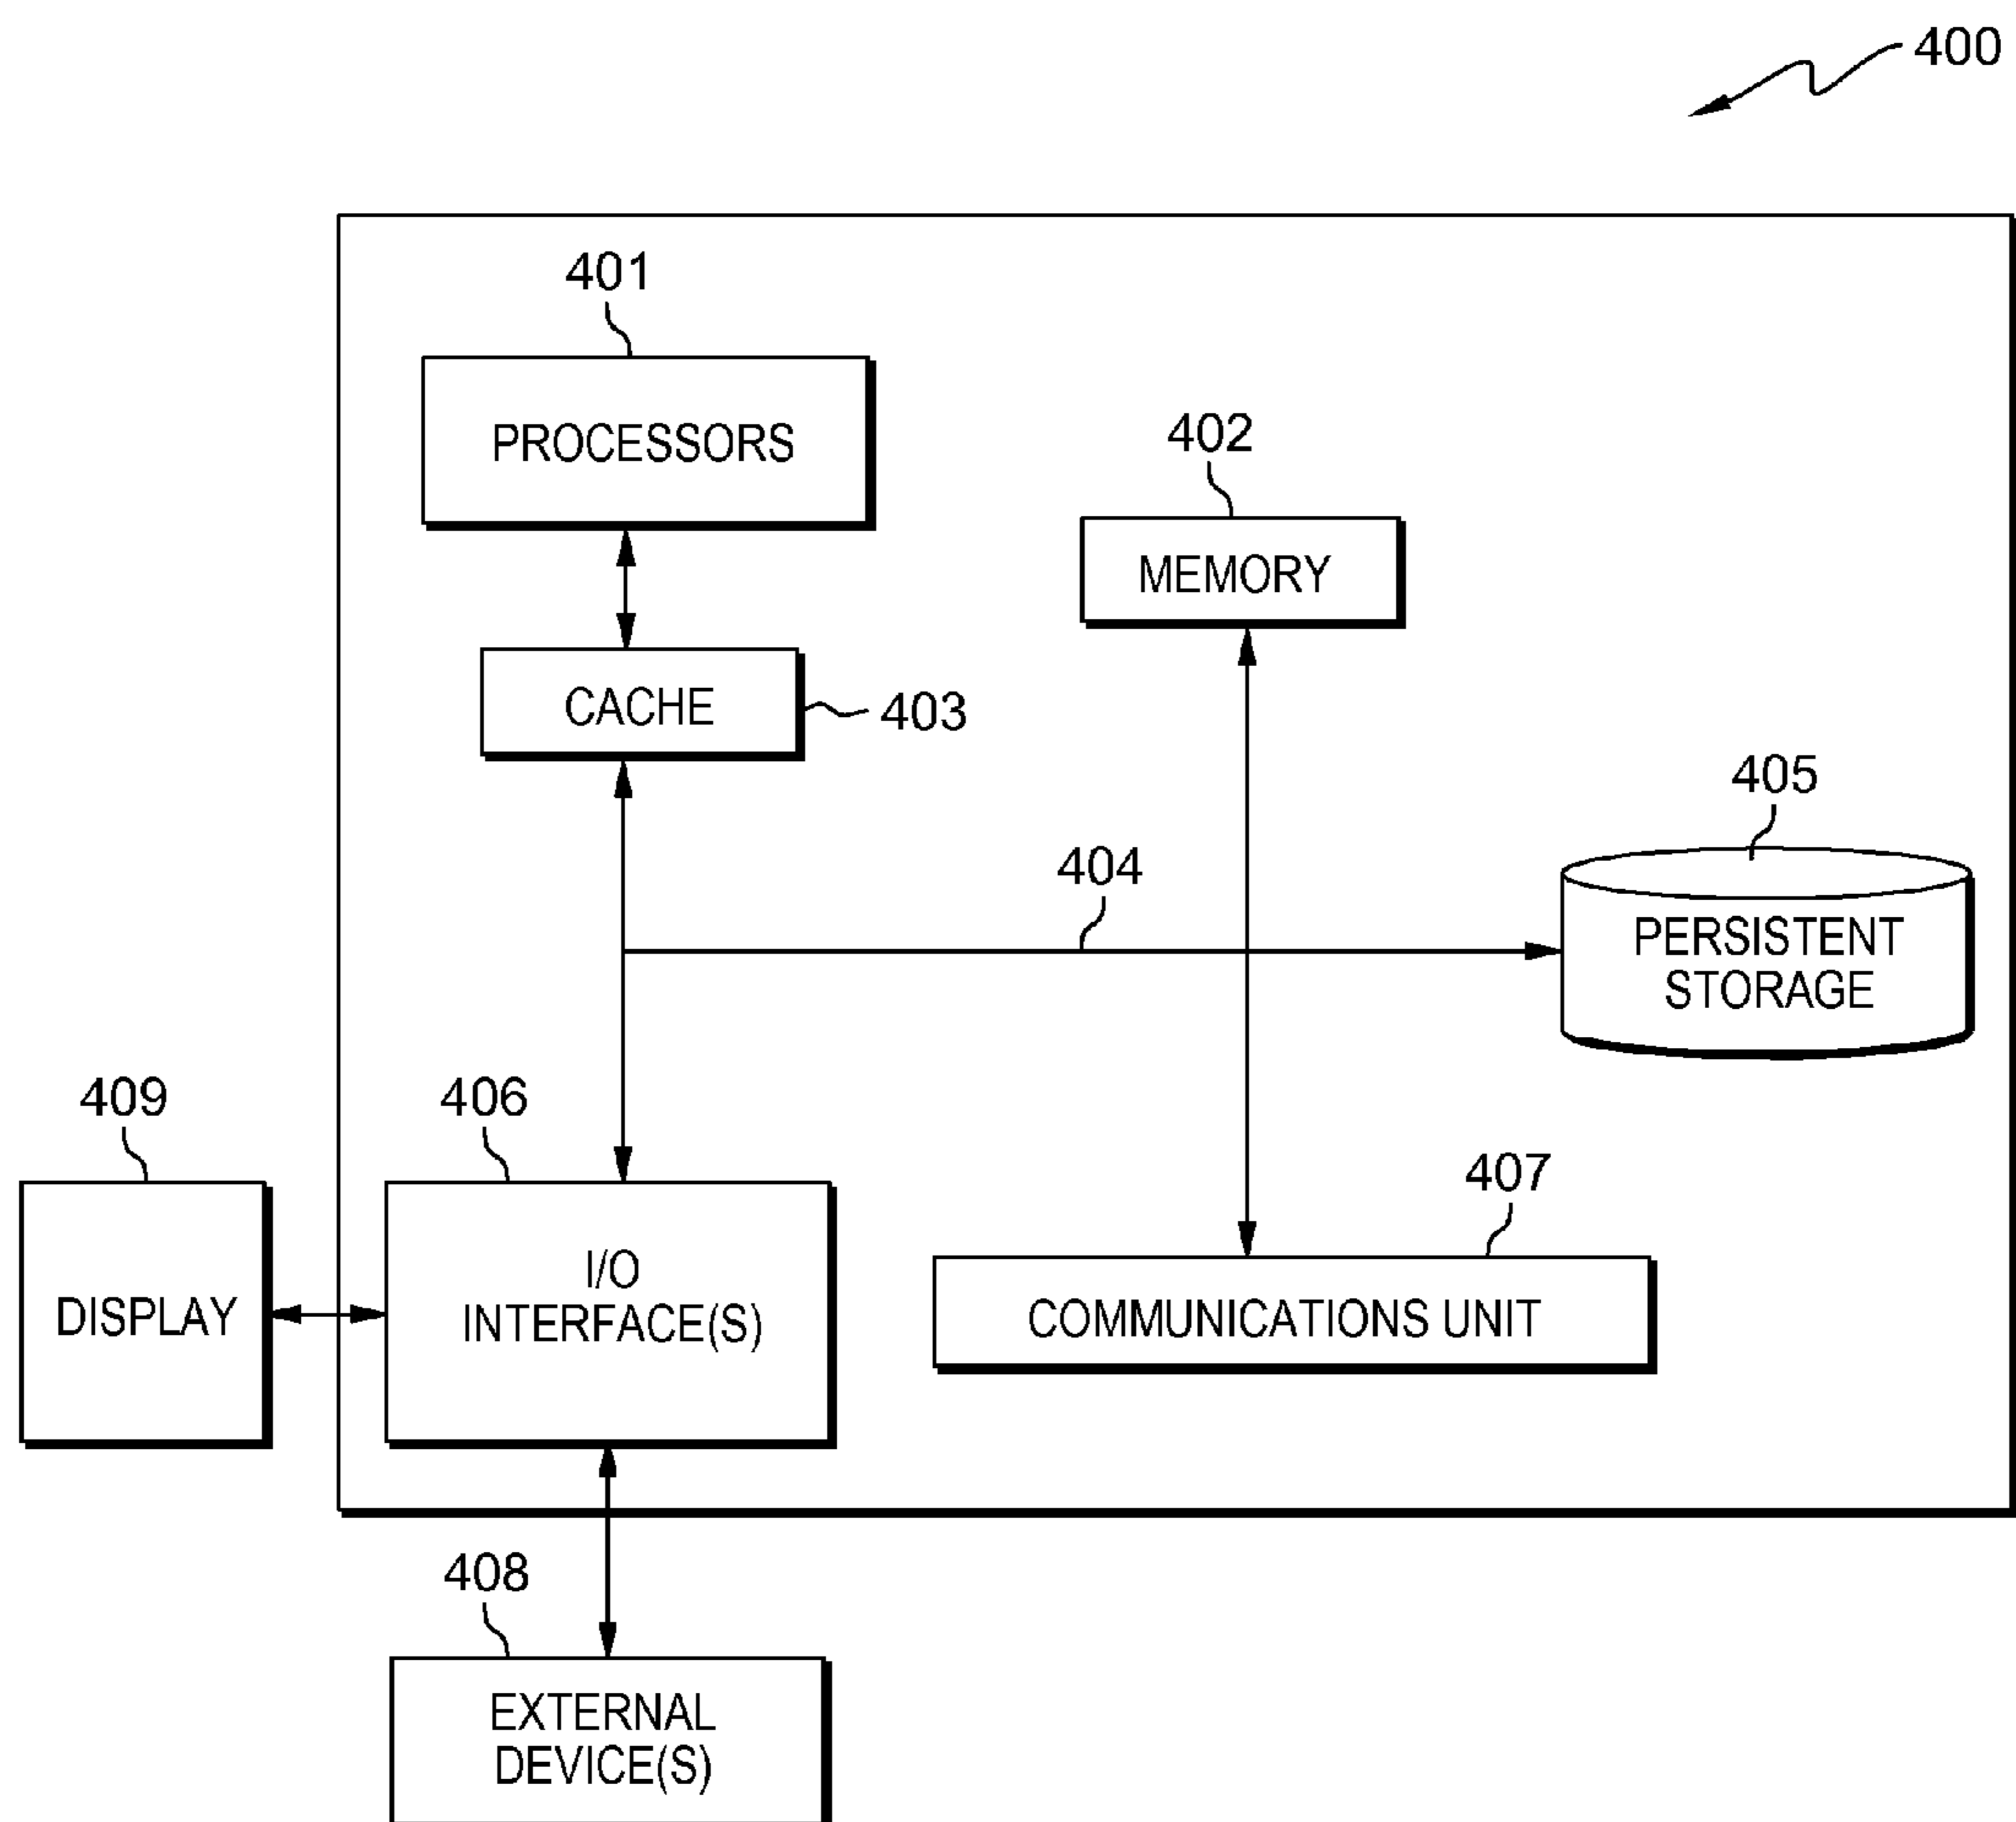 400
401
PROCESSORS
402
MEMORY
CACHE
403
405
404
PERSISTENT
STORAGE
409
406
407
DISPLAY
I/O
INTERFACE(S)
COMMUNICATIONS UNIT
408
EXTERNAL
DEVICE(S)